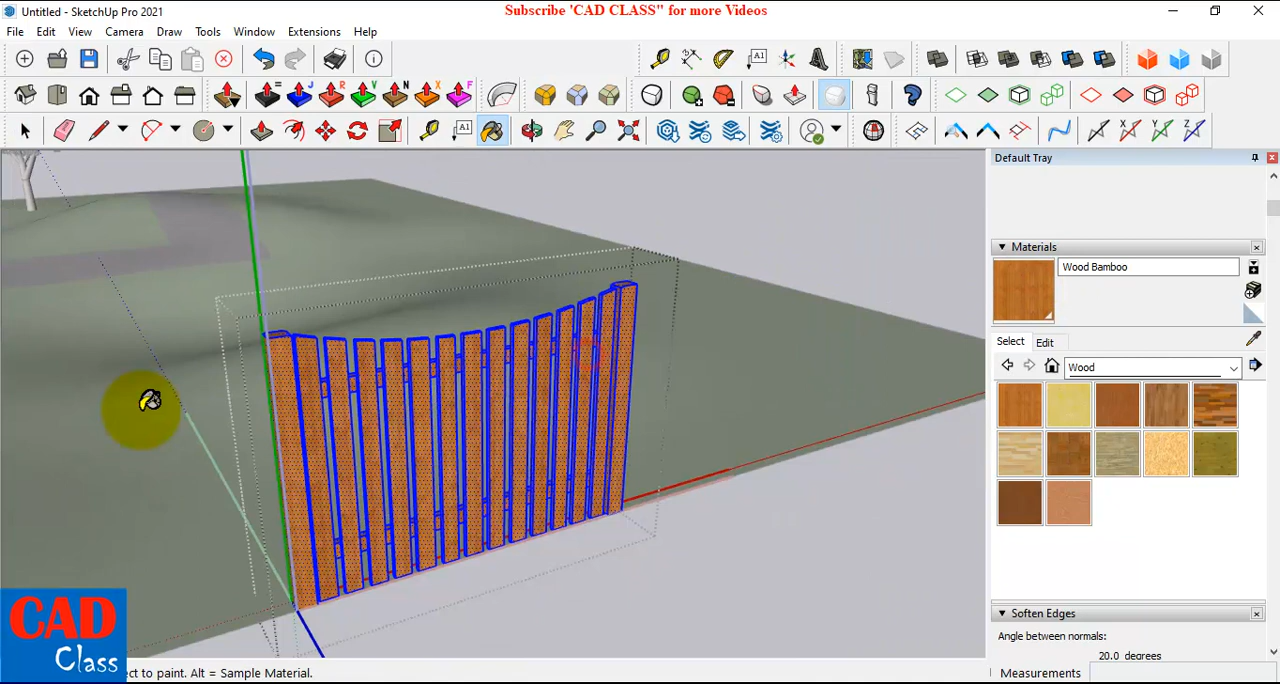 Untitled - SketchUp Pro 2021
Subscribe 'CAD CLASS" for more Videos
File Edit View Camera Draw Tools Window Extensions Help
Default Tray
Materials
Wood Bamboo
Select Edit
Wood
Soften Edges
Angle between normals:
20.0 degrees
CAD
Class
ect to paint. Alt = Sample Material.
Measurements